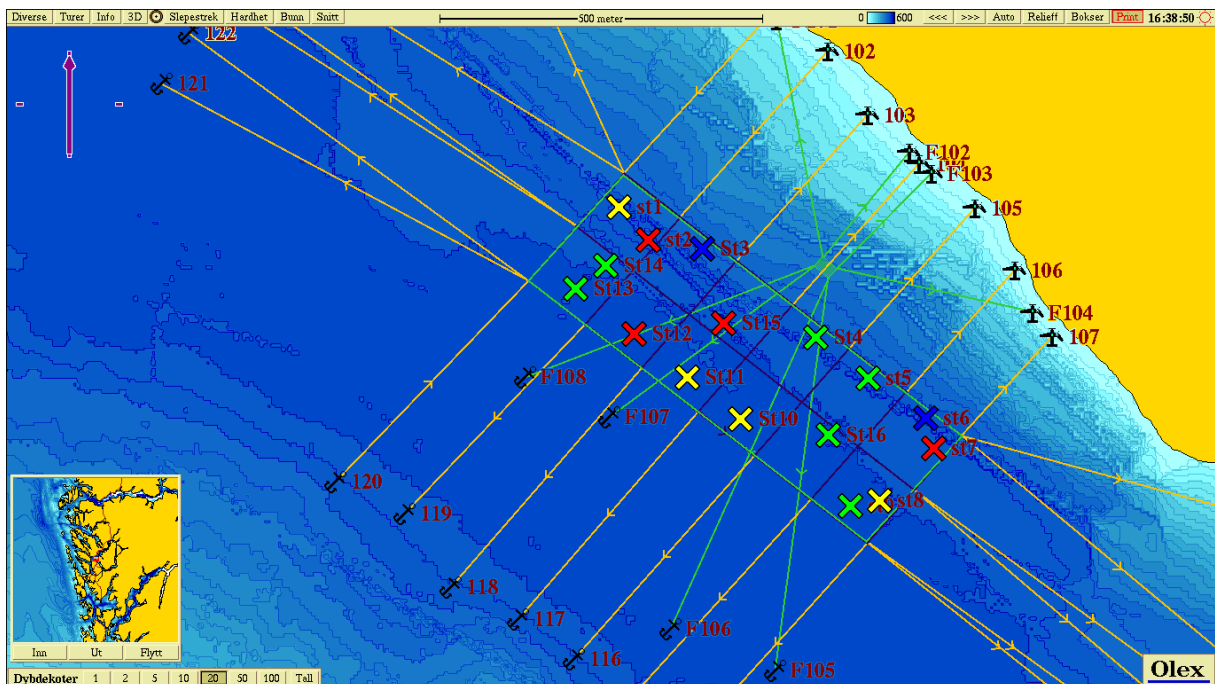 Diverse Turer Info 3D Slepestrek Hardhet Bunn Snitt 500 meter 0 600 <<< >>> Auto Relieff Bokser Print 16:38:50
122
102
121
103
F102
F103
st1
105
st2
St3
St14
106
St13
F104
St12
St15
St4
107
F108
St11
st5
F107
St10
st6
St16
st7
120
st8
119
118
117
F106
116
F105
Inn Ut Flytt
Olex
Dybdekoter 1 2 5 10 20 50 100 Tall